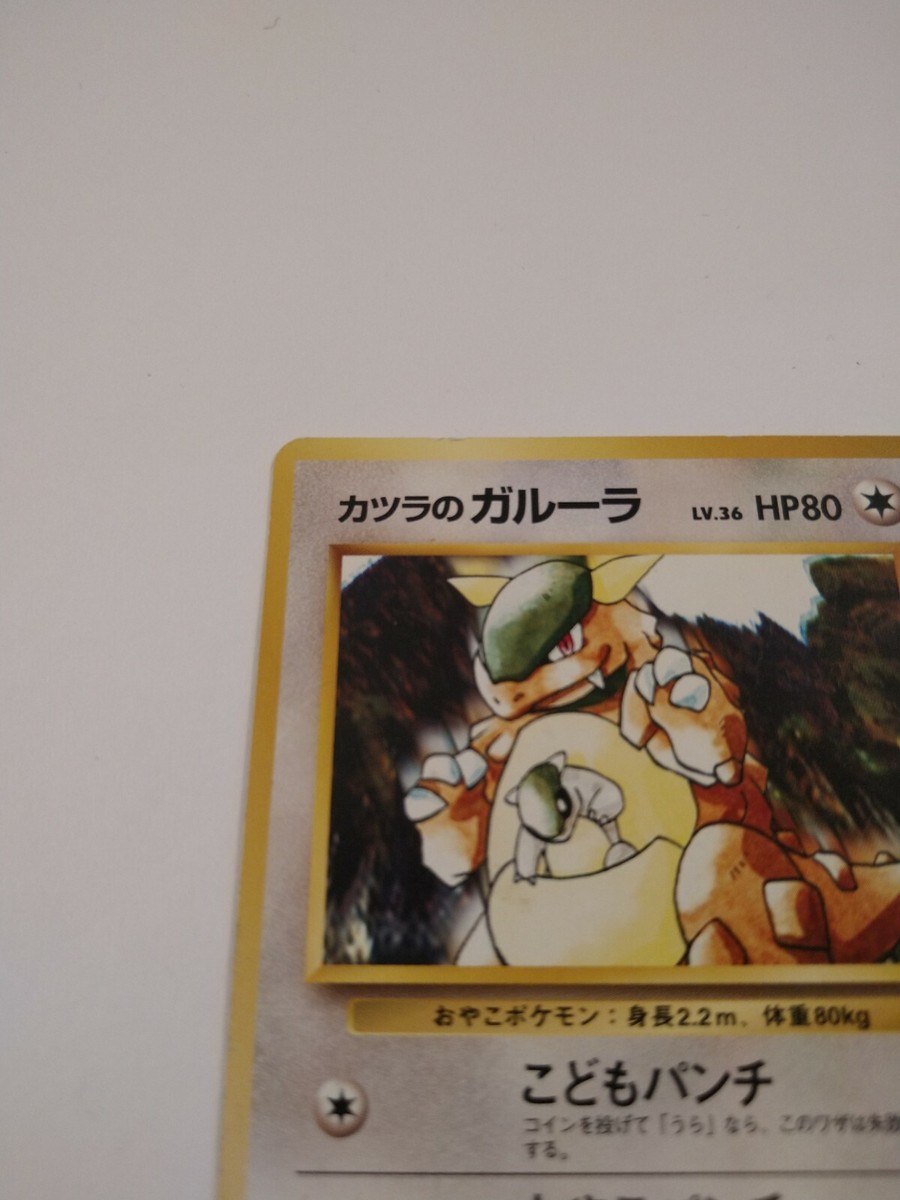 カツラのガルーラ LV.36 HP80
おやこポケモン：身長2.2m、体重80kg
こどもパンチ
コインを投げて「うら」なら、このワザは失敗
する。